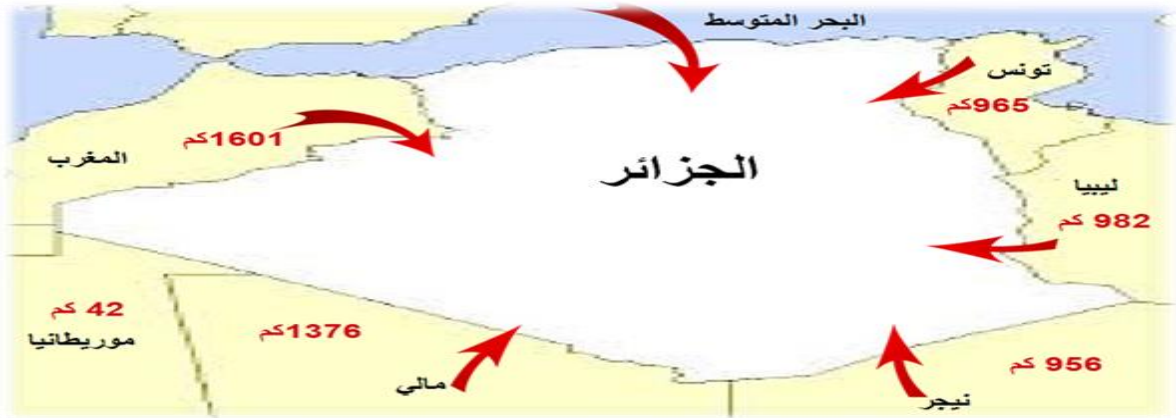 البحر المتوسط
تونس
965كم
1601كم
المغرب
الجزائر
ليبيا
982 كم
42 كم
موريطانيا
1376كم
مالي
956 كم
نيجر